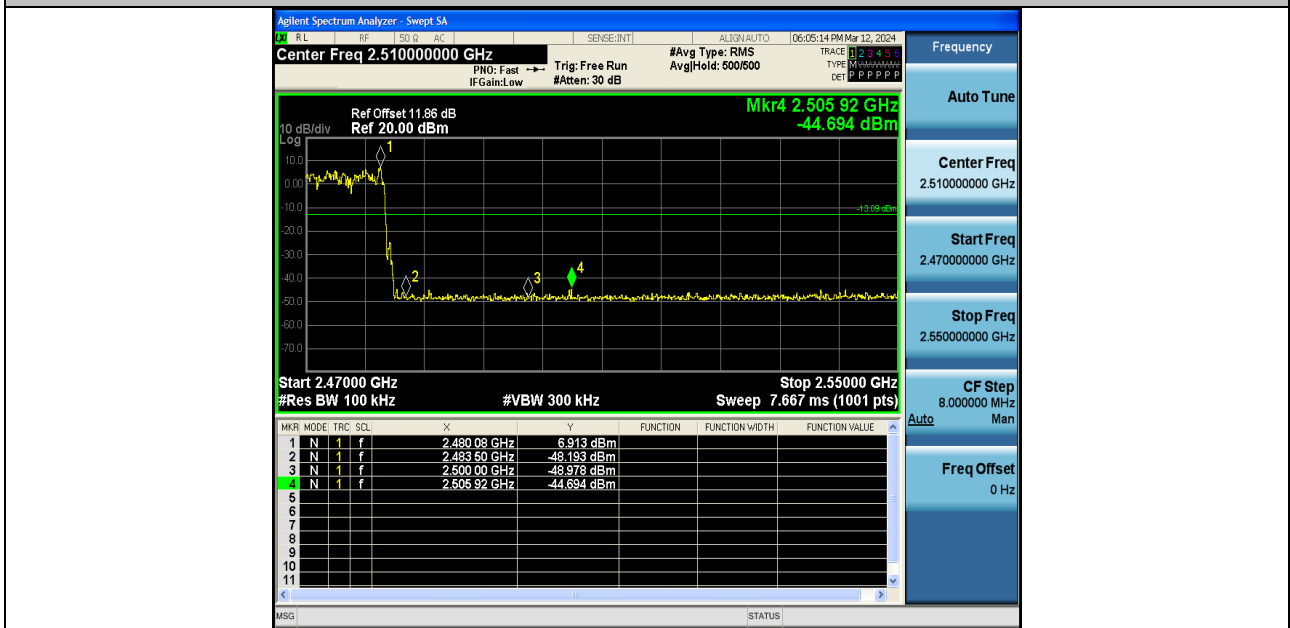 Agilent Spectrum Analyzer - Swept SA
RL RF 50 Ω AC SENSE:INT ALIGN AUTO 06:05:14 PM Mar 12, 2024
Center Freq 2.510000000 GHz
PNO: Fast
IFGain:Low
Trig: Free Run
#Atten: 30 dB
#Avg Type: RMS
Avg|Hold: 500/500
TRACE 1 2 3 4 5 6
TYPE M
DET P P P P P P
Mkr4 2.505 92 GHz
-44.694 dBm
Ref Offset 11.86 dB
10 dB/div Ref 20.00 dBm
Log
10.0
0.00
-10.0
-20.0
-30.0
-40.0
-50.0
-60.0
-70.0
1
2
3
4
-13.09 dBm
Start 2.47000 GHz Stop 2.55000 GHz
#Res BW 100 kHz #VBW 300 kHz Sweep 7.667 ms (1001 pts)
MKR MODE TRC SCL X Y FUNCTION FUNCTION WIDTH FUNCTION VALUE
1 N 1 f 2.480 08 GHz 6.913 dBm
2 N 1 f 2.483 50 GHz -48.193 dBm
3 N 1 f 2.500 00 GHz -48.978 dBm
4 N 1 f 2.505 92 GHz -44.694 dBm
5
6
7
8
9
10
11
MSG STATUS
Frequency
Auto Tune
Center Freq
2.510000000 GHz
Start Freq
2.470000000 GHz
Stop Freq
2.550000000 GHz
CF Step
8.000000 MHz
Auto Man
Freq Offset
0 Hz